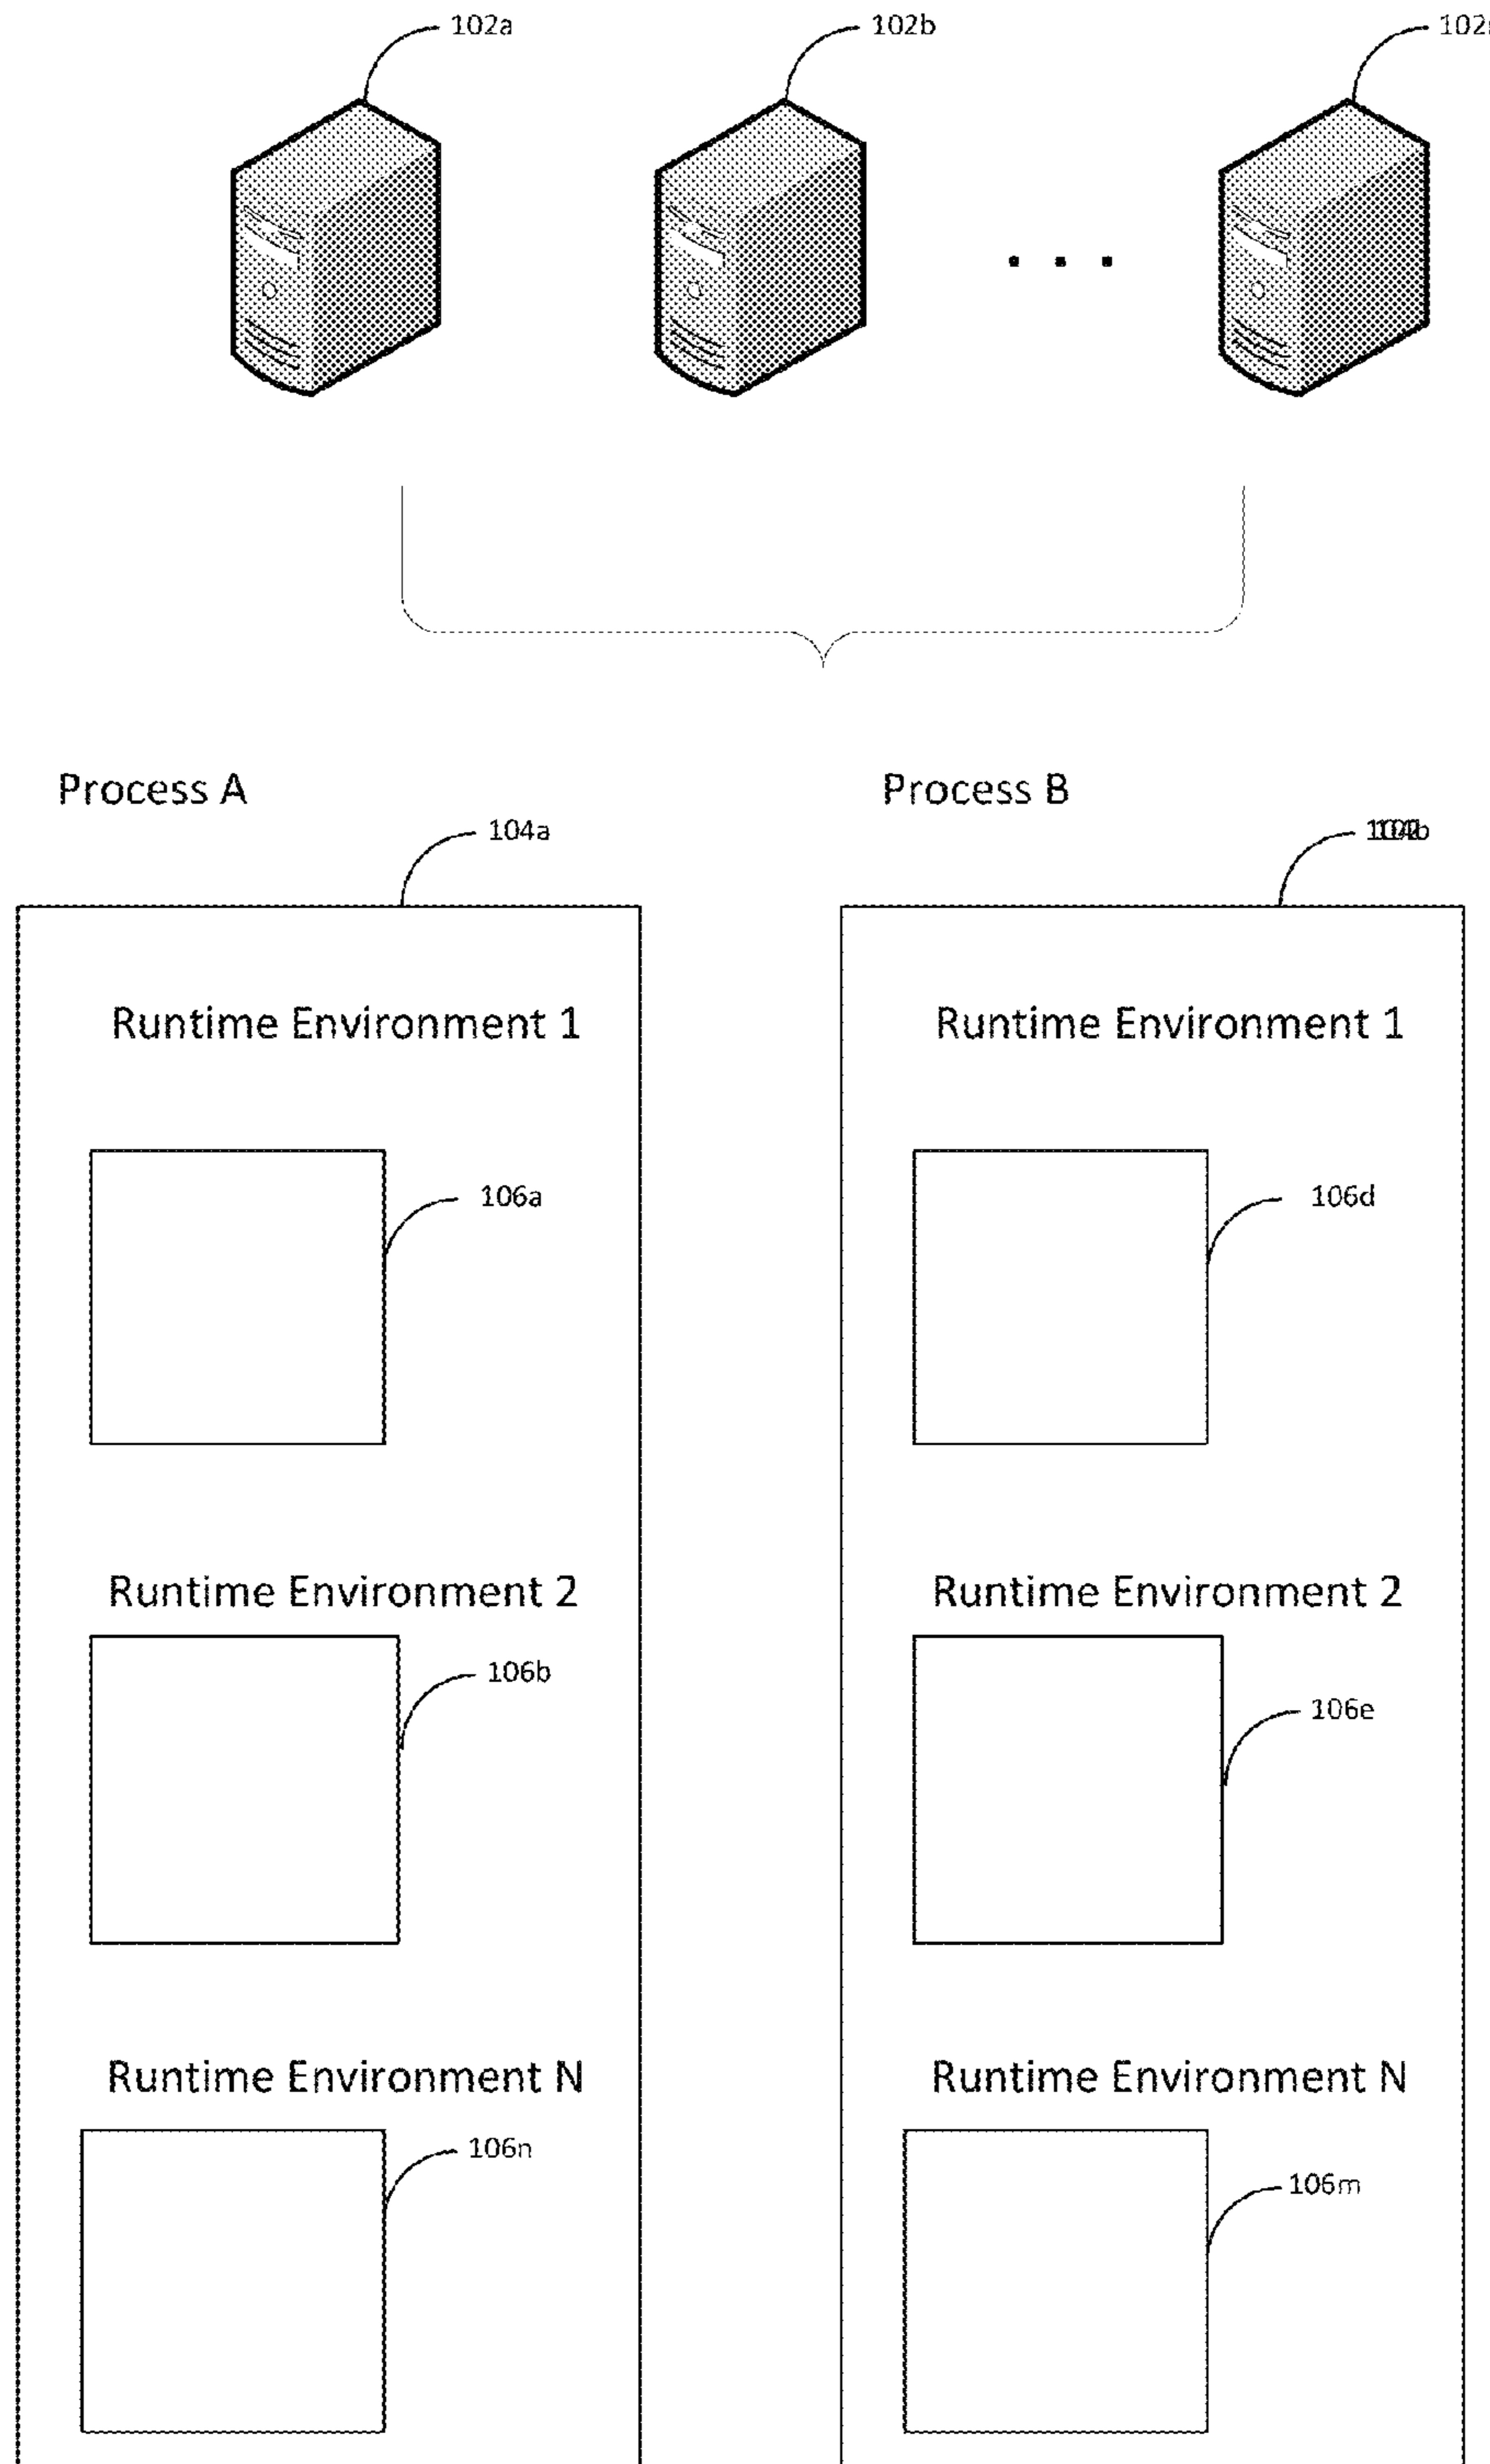 102a
102b
Process A
Process B
104a
Runtime Environment 1
Runtime Environment 1
106a
106d
Runtime Environment 2
Runtime Environment 2
106b
106e
Runtime Environment N
Runtime Environment N
106n
106m